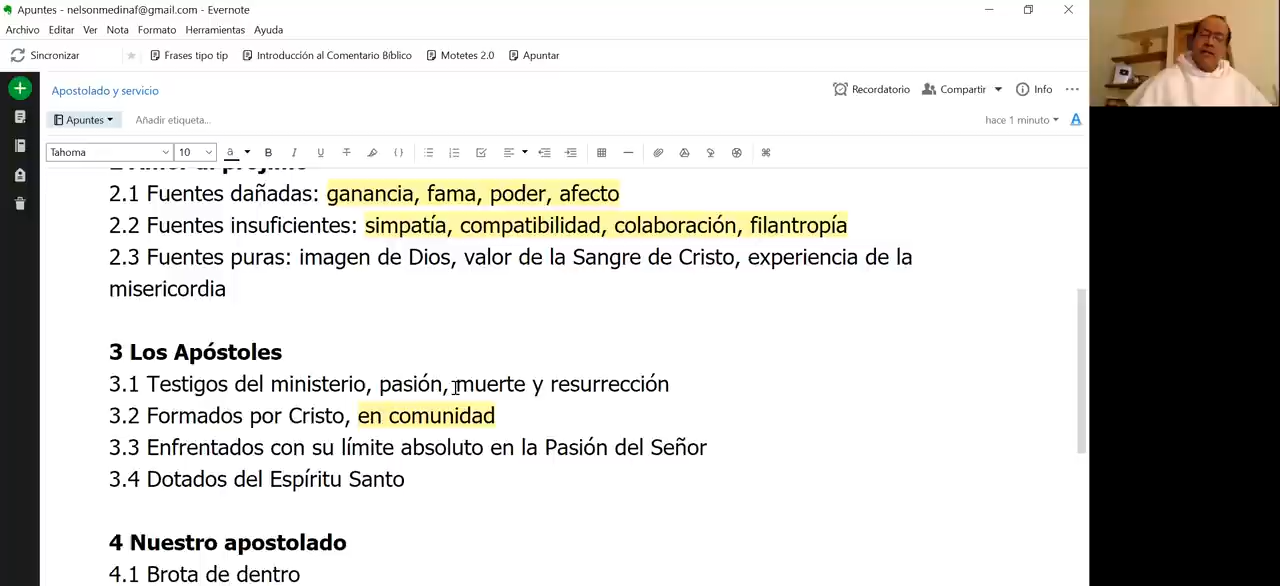 Apuntes - nelsonmedinaf@gmail.com - Evernote
Archivo Editar Ver Nota Formato Herramientas Ayuda
Sincronizar Frases tipo tip Introducción al Comentario Bíblico Motetes 2.0 Apuntar
Apostolado y servicio Recordatorio Compartir Info
Apuntes Añadir etiqueta... hace 1 minuto
Tahoma 10
2 Amor al prójimo
2.1 Fuentes dañadas: ganancia, fama, poder, afecto
2.2 Fuentes insuficientes: simpatía, compatibilidad, colaboración, filantropía
2.3 Fuentes puras: imagen de Dios, valor de la Sangre de Cristo, experiencia de la
misericordia
3 Los Apóstoles
3.1 Testigos del ministerio, pasión, muerte y resurrección
3.2 Formados por Cristo, en comunidad
3.3 Enfrentados con su límite absoluto en la Pasión del Señor
3.4 Dotados del Espíritu Santo
4 Nuestro apostolado
4.1 Brota de dentro